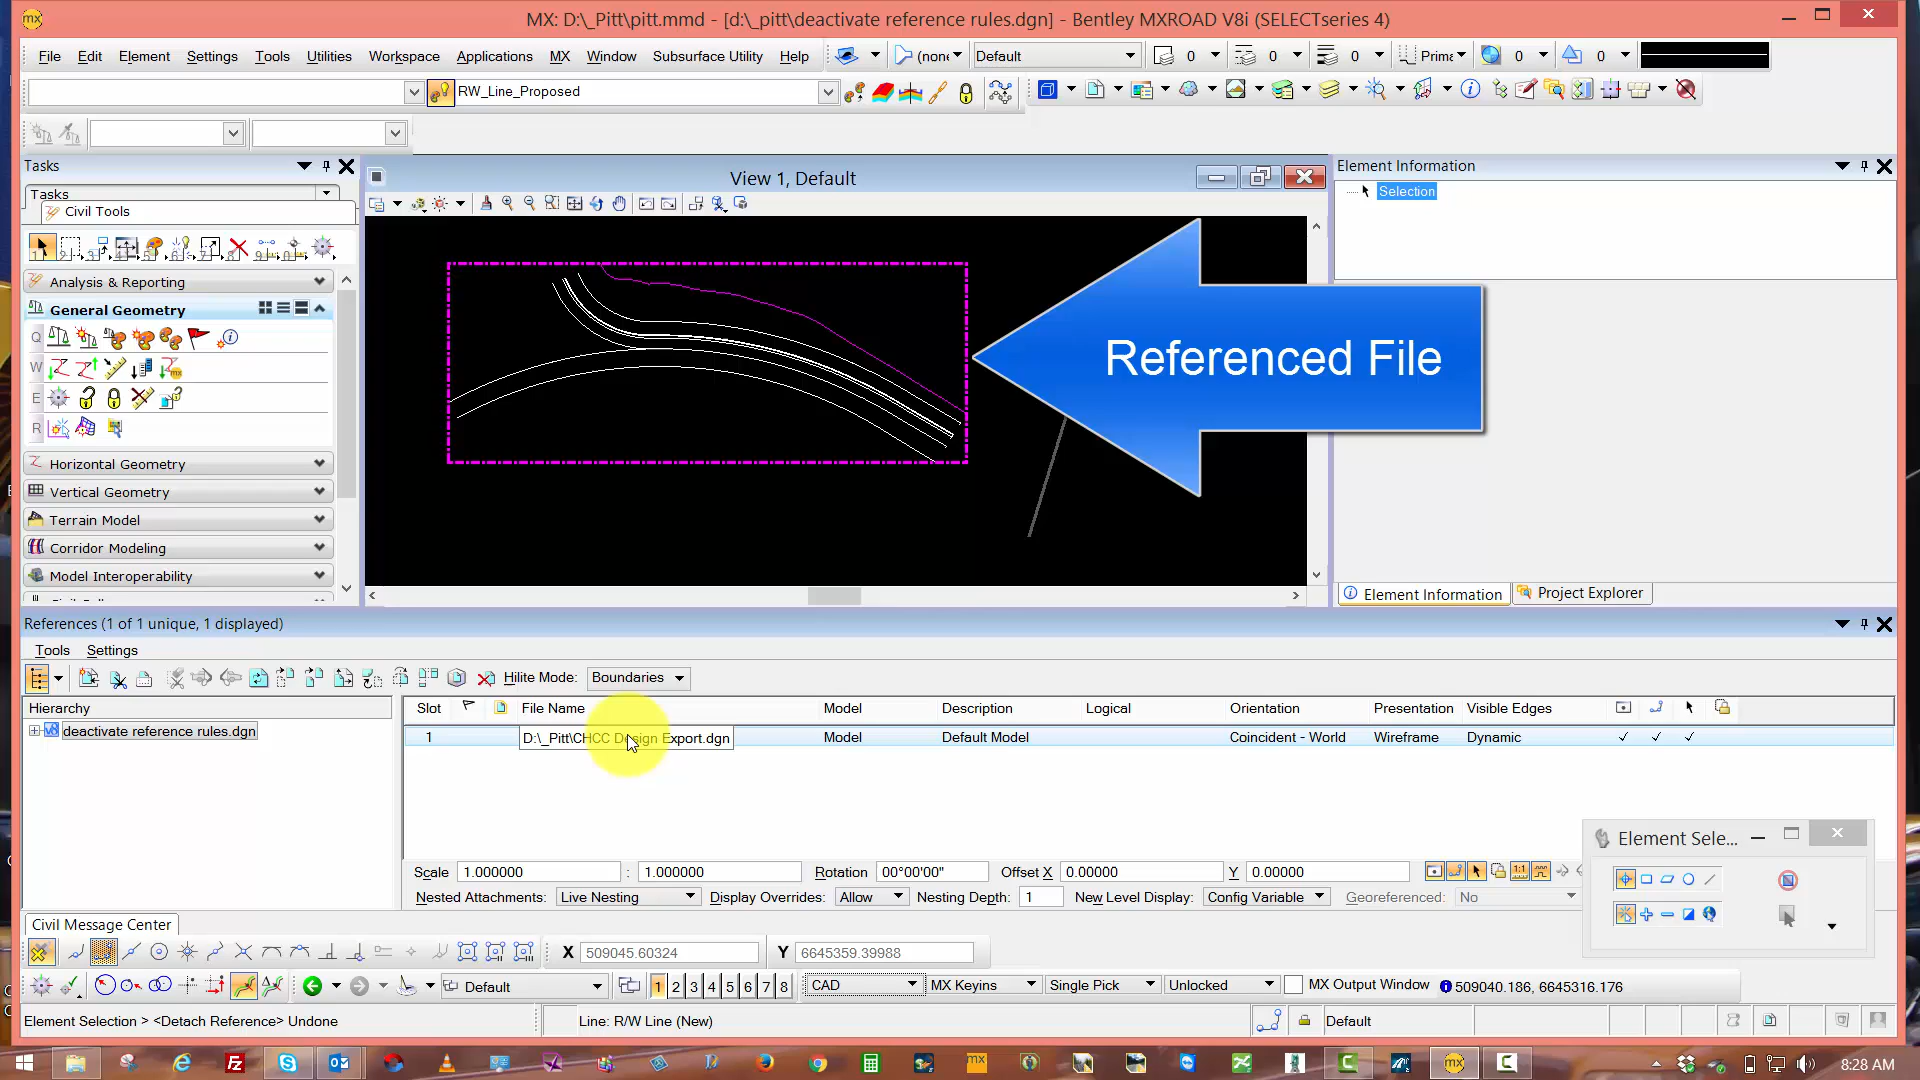 MX: D:\_Pitt\pitt.mmd - [d:\_pitt\deactivate reference rules.dgn] - Bentley MXROAD V8i (SELECTseries 4)
File Edit Element Settings Tools Utilities Workspace Applications MX Window Subsurface Utility Help
(none Default 0 0 0 Prima 0 0
RW_Line_Proposed
Tasks
Tasks
Civil Tools
Analysis & Reporting
General Geometry
Q
W
E
R
Horizontal Geometry
Vertical Geometry
Terrain Model
Corridor Modeling
Model Interoperability
View 1, Default
Referenced File
Element Information
Selection
Element Information Project Explorer
References (1 of 1 unique, 1 displayed)
Tools Settings
Hilite Mode: Boundaries
Hierarchy
deactivate reference rules.dgn
Slot File Name Model Description Logical Orientation Presentation Visible Edges
1 D:\_Pitt\CHCC Design Export.dgn Model Default Model Coincident - World Wireframe Dynamic
Element Selec...
Scale 1.000000 : 1.000000 Rotation 00°00'00" Offset X 0.00000 Y 0.00000
Nested Attachments: Live Nesting Display Overrides: Allow Nesting Depth: 1 New Level Display: Config Variable Georeferenced: No
Civil Message Center
X 509045.60324 Y 6645359.39988
Default 1 2 3 4 5 6 7 8 CAD MX Keyins Single Pick Unlocked MX Output Window 509040.186, 6645316.176
Element Selection > <Detach Reference> Undone Line: R/W Line (New) Default
8:28 AM